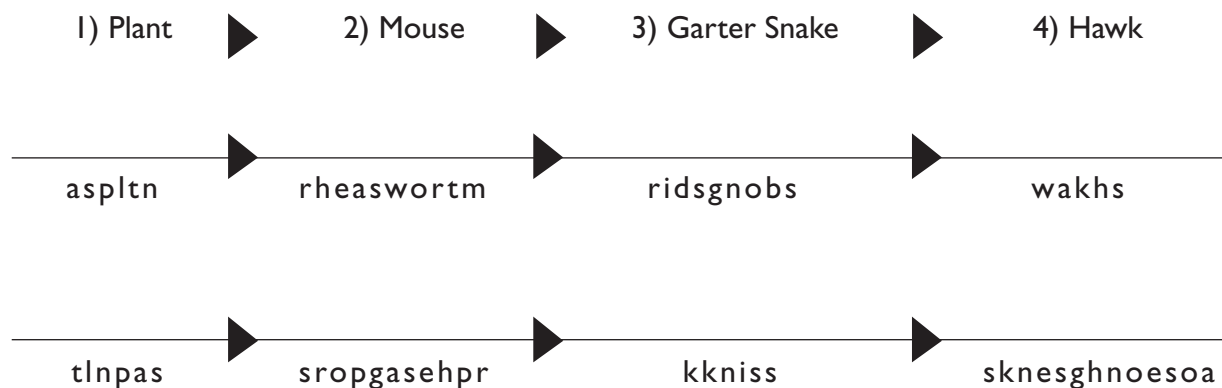 1) Plant 2) Mouse 3) Garter Snake 4) Hawk
aspltn rheaswortm ridsgnobs wakhs
tlnpas sropgasehpr kkniss sknesghnoesoa